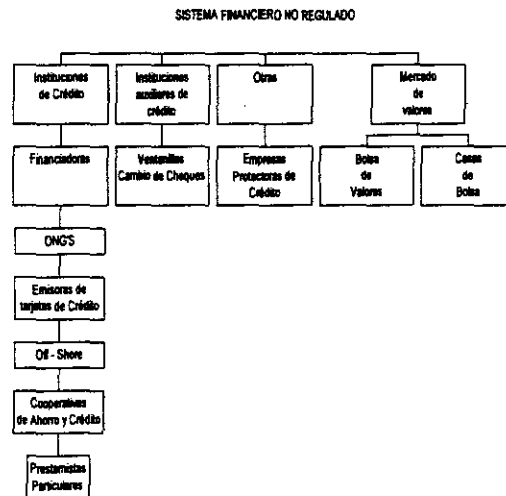 SISTEMA FINANCIERO NO REGULADO
Instituciones
de Crédito
Instituciones
auxiliares de
crédito
Otras
Mercado
de
valores
Financiadoras
Ventanillas
Cambio de Cheques
Empresas
Protectoras de
Crédito
Bolsa
de
Valores
Casas
de
Bolsa
ONG'S
Emisoras de
tarjetas de Crédito
Off - Shore
Cooperativas
de Ahorro y Crédito
Prestamistas
Particulares